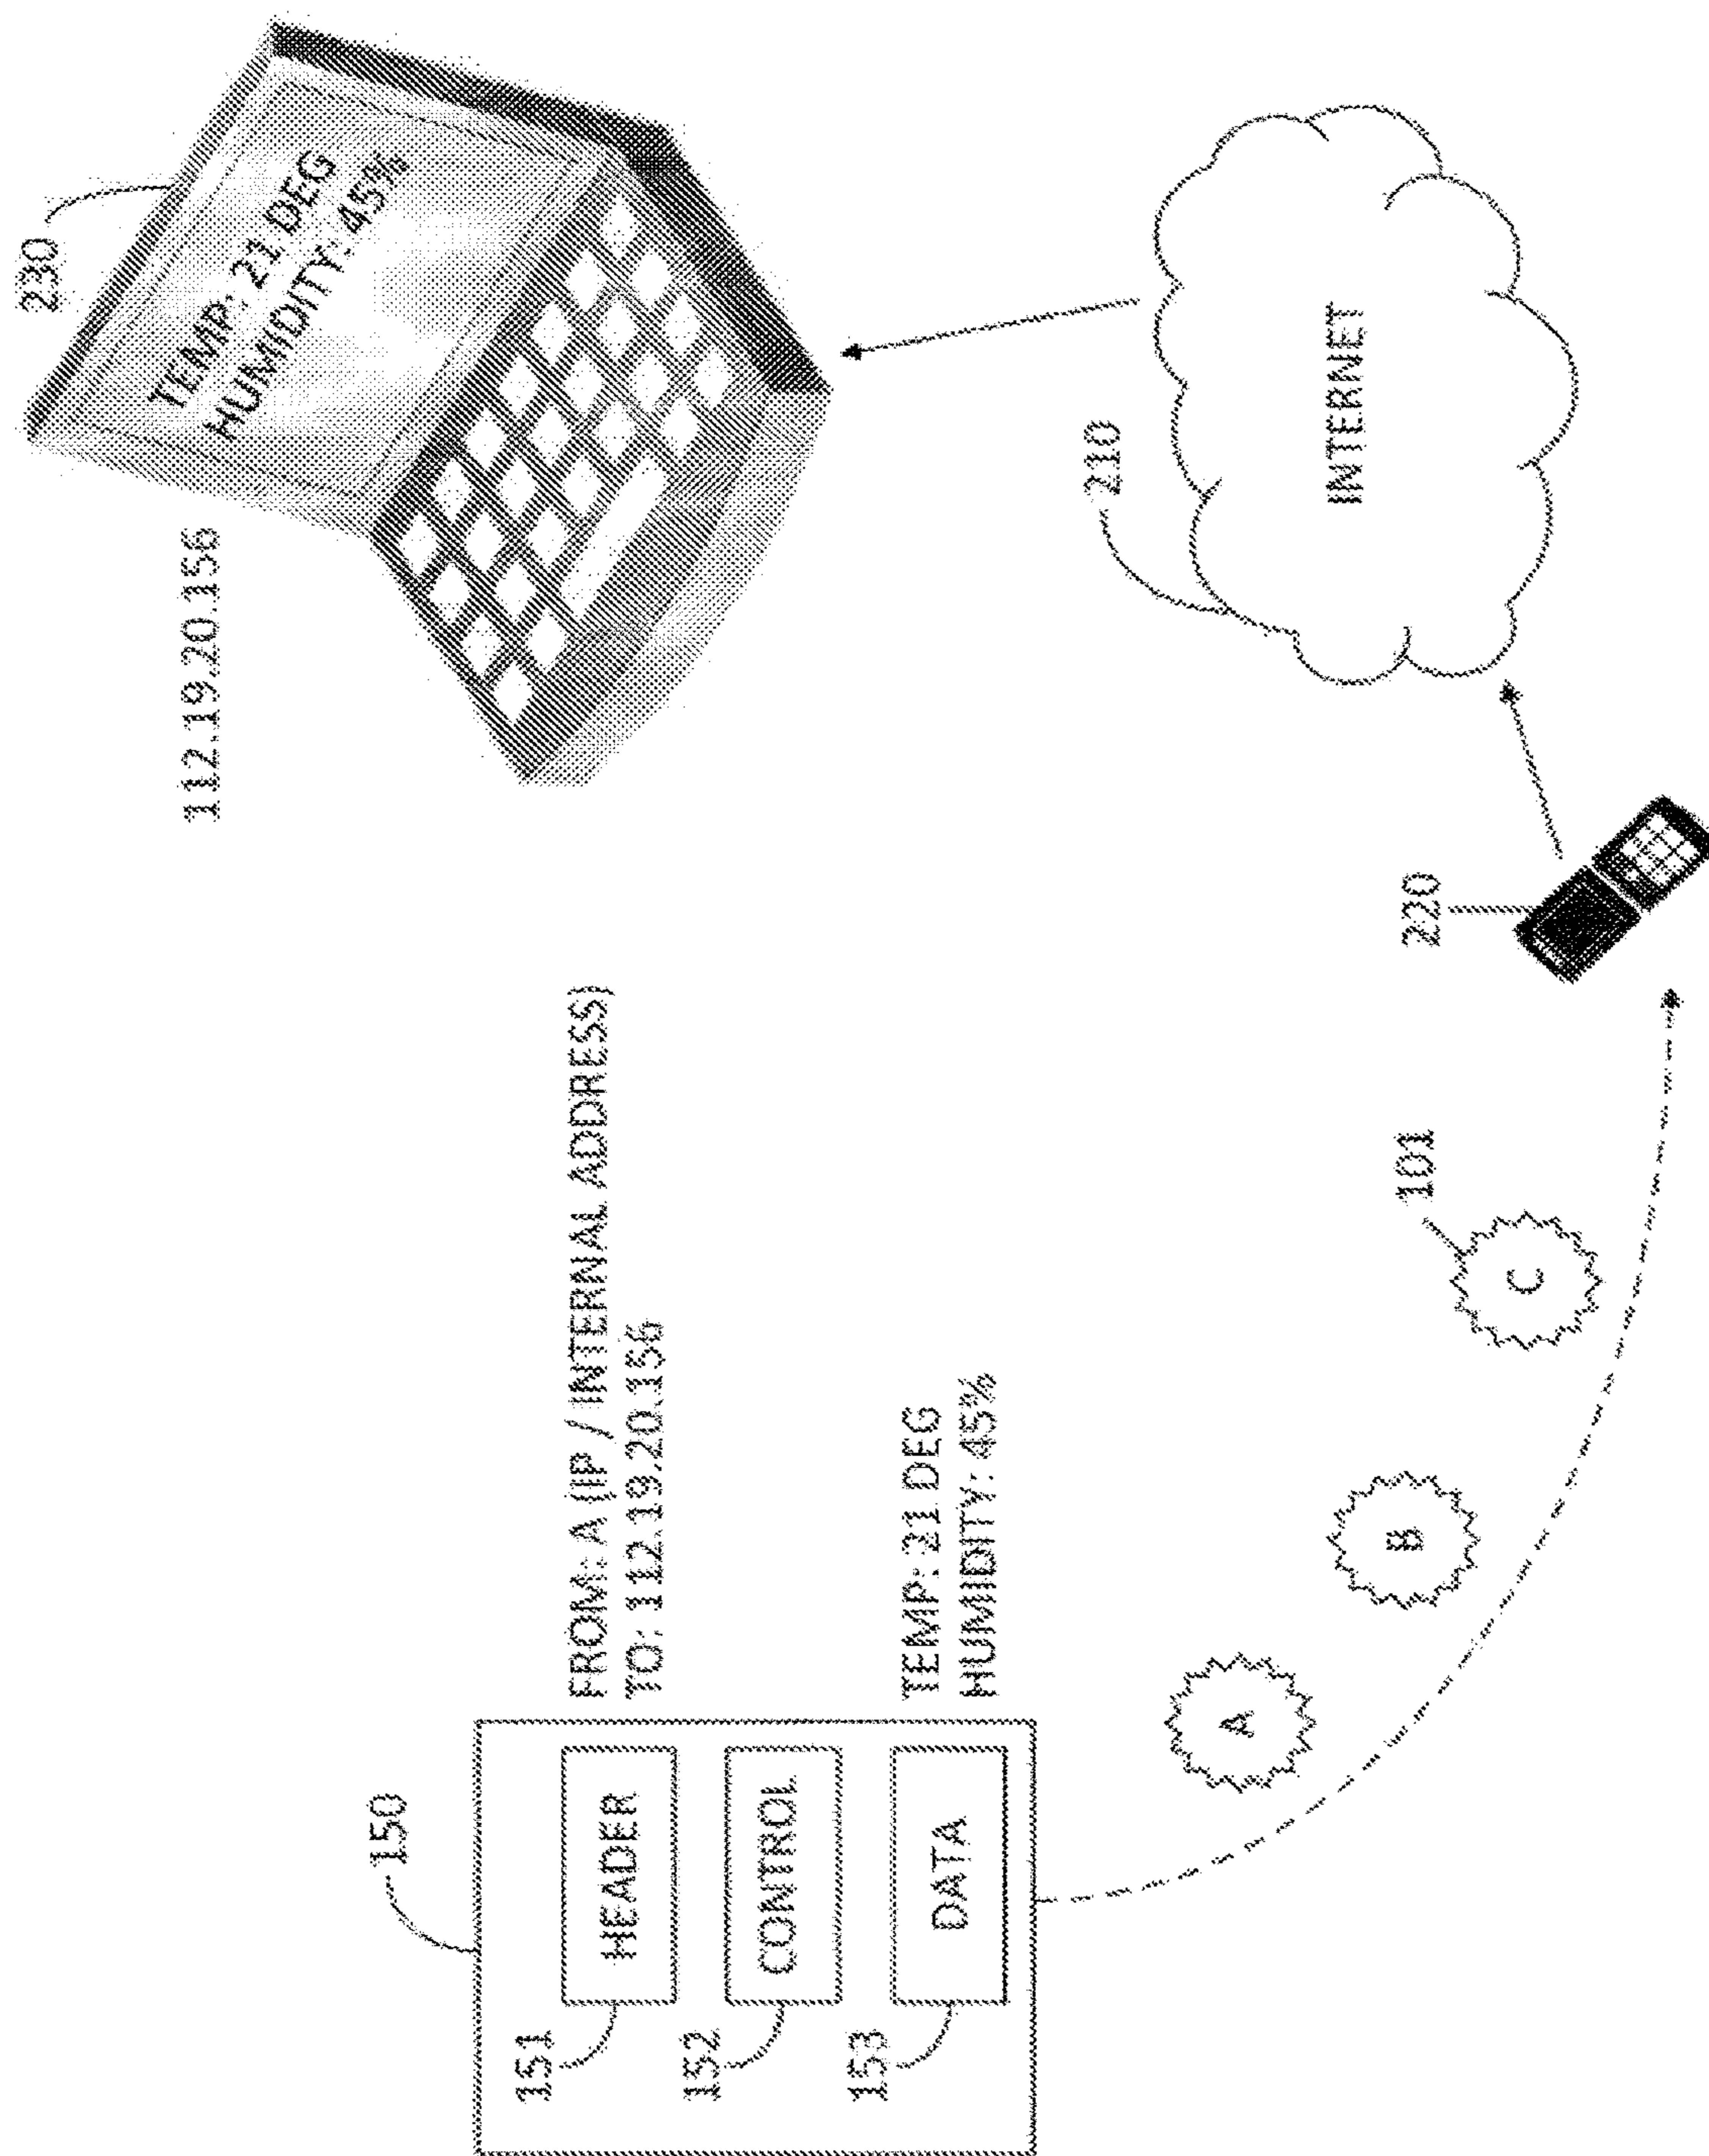 150
151
HEADER
152
CONTROL
153
DATA
FROM: A (IP / INTERNAL ADDRESS)
TO: 112.19.20.156
TEMP: 21 DEG
HUMIDITY: 45%
A
B
C
101
112.19.20.156
230
TEMP: 21 DEG
HUMIDITY: 45%
220
210
INTERNET